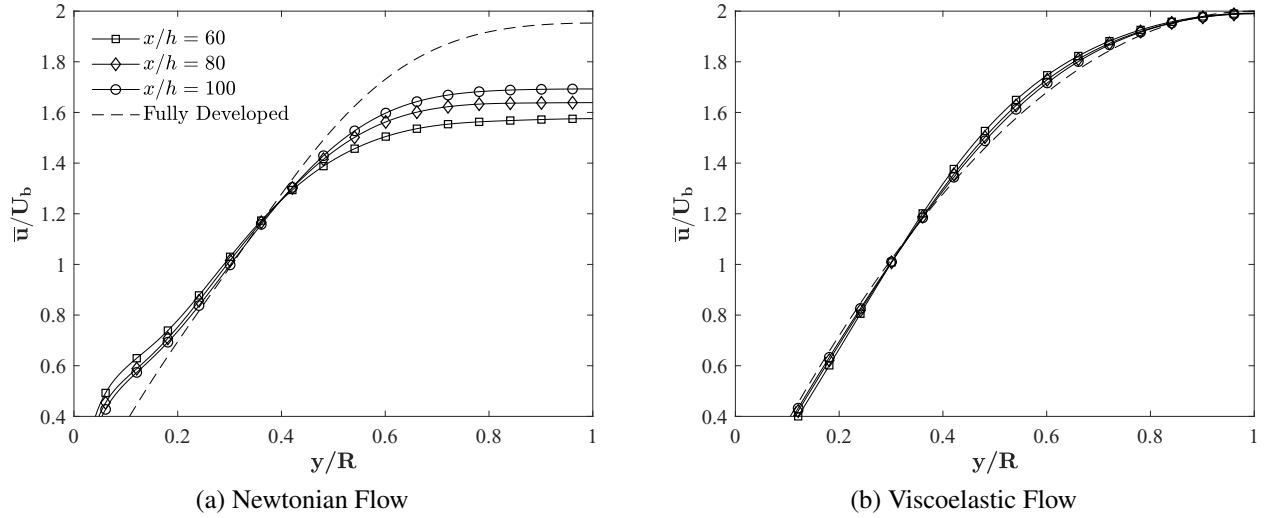 2
1.8
1.6
1.4
1.2
1
0.8
0.6
0.4
x/h = 60
x/h = 80
x/h = 100
Fully Developed
u̅/U_b
0 0.2 0.4 0.6 0.8 1
y/R
(a) Newtonian Flow
2
1.8
1.6
1.4
1.2
1
0.8
0.6
0.4
u̅/U_b
0 0.2 0.4 0.6 0.8 1
y/R
(b) Viscoelastic Flow